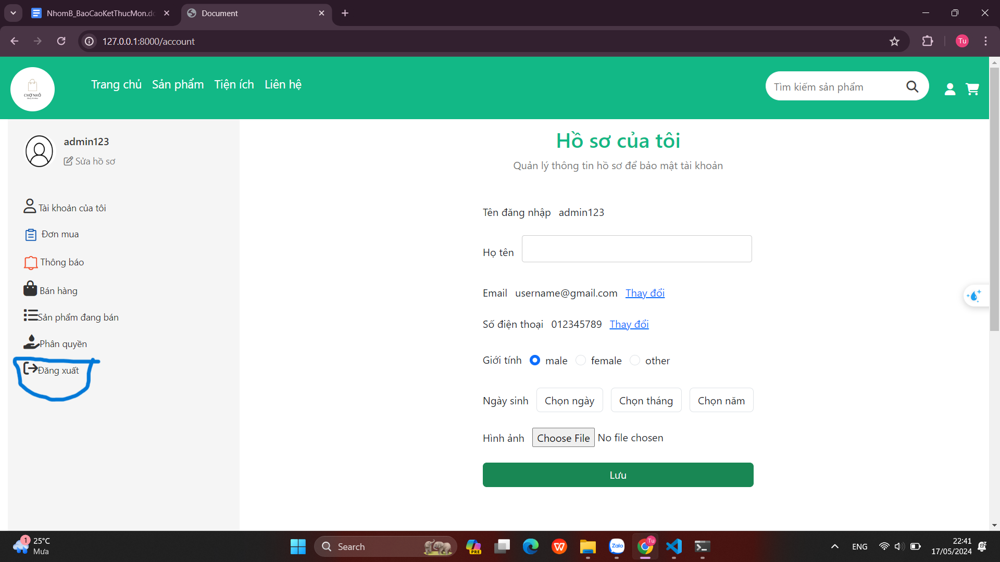 NhomB_BaoCaoKetThucMon.do
Document
127.0.0.1:8000/account
Tu
CHỢ NHỎ
Trang chủ Sản phẩm Tiện ích Liên hệ
Tìm kiếm sản phẩm
admin123
Sửa hồ sơ
Tài khoản của tôi
Đơn mua
Thông báo
Bán hàng
Sản phẩm đang bán
Phân quyền
Đăng xuất
Hồ sơ của tôi
Quản lý thông tin hồ sơ để bảo mật tài khoản
Tên đăng nhập admin123
Họ tên
Email username@gmail.com Thay đổi
Số điện thoại 012345789 Thay đổi
Giới tính male female other
Ngày sinh Chọn ngày Chọn tháng Chọn năm
Hình ảnh Choose File No file chosen
Lưu
1
25°C
Mưa
Search
PRE
Zalo
Tu
ENG
22:41
17/05/2024